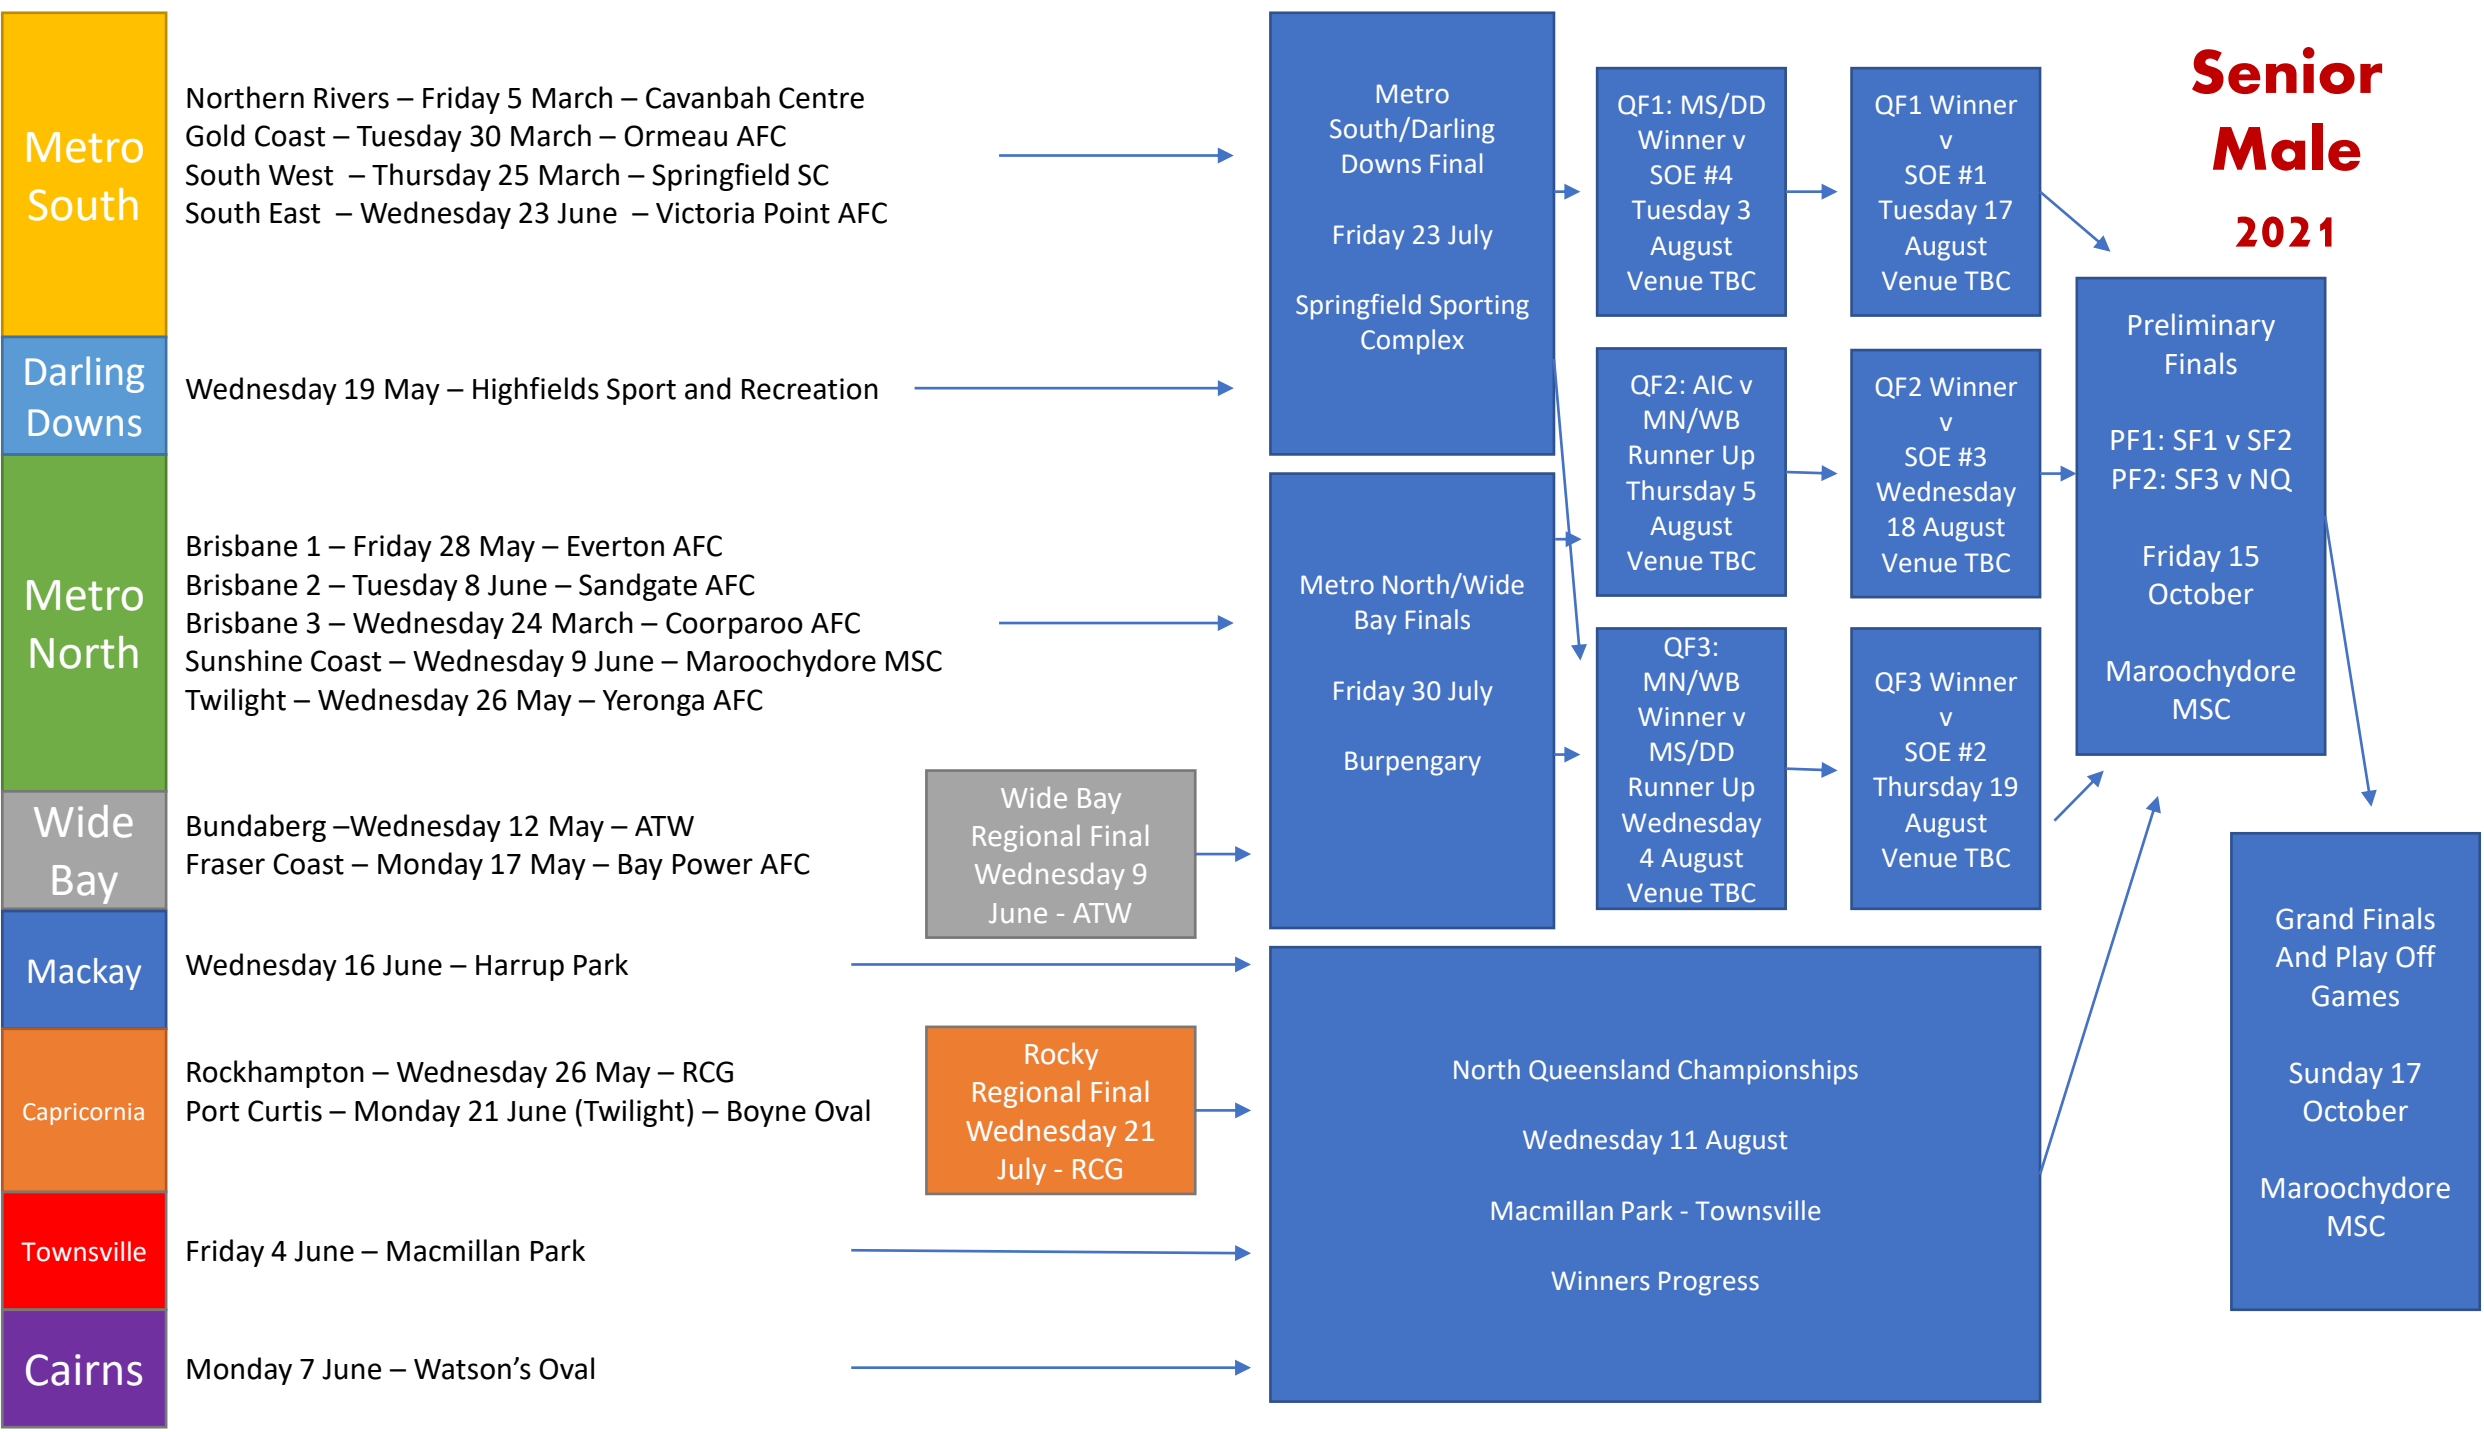 Senior
Male
2021
Metro
South
Northern Rivers – Friday 5 March – Cavanbah Centre
Gold Coast – Tuesday 30 March – Ormeau AFC
South West  – Thursday 25 March – Springfield SC
South East  – Wednesday 23 June  – Victoria Point AFC
Darling
Downs
Wednesday 19 May – Highfields Sport and Recreation
Metro
North
Brisbane 1 – Friday 28 May – Everton AFC
Brisbane 2 – Tuesday 8 June – Sandgate AFC
Brisbane 3 – Wednesday 24 March – Coorparoo AFC
Sunshine Coast – Wednesday 9 June – Maroochydore MSC
Twilight – Wednesday 26 May – Yeronga AFC
Wide
Bay
Bundaberg –Wednesday 12 May – ATW
Fraser Coast – Monday 17 May – Bay Power AFC
Wide Bay
Regional Final
Wednesday 9
June - ATW
Mackay
Wednesday 16 June – Harrup Park
Capricornia
Rockhampton – Wednesday 26 May – RCG
Port Curtis – Monday 21 June (Twilight) – Boyne Oval
Rocky
Regional Final
Wednesday 21
July - RCG
Townsville
Friday 4 June – Macmillan Park
Cairns
Monday 7 June – Watson’s Oval
Metro
South/Darling
Downs Final
Friday 23 July
Springfield Sporting
Complex
Metro North/Wide
Bay Finals
Friday 30 July
Burpengary
North Queensland Championships
Wednesday 11 August
Macmillan Park - Townsville
Winners Progress
QF1: MS/DD
Winner v
SOE #4
Tuesday 3
August
Venue TBC
QF2: AIC v
MN/WB
Runner Up
Thursday 5
August
Venue TBC
QF3:
MN/WB
Winner v
MS/DD
Runner Up
Wednesday
4 August
Venue TBC
QF1 Winner
v
SOE #1
Tuesday 17
August
Venue TBC
QF2 Winner
v
SOE #3
Wednesday
18 August
Venue TBC
QF3 Winner
v
SOE #2
Thursday 19
August
Venue TBC
Preliminary
Finals
PF1: SF1 v SF2
PF2: SF3 v NQ
Friday 15
October
Maroochydore
MSC
Grand Finals
And Play Off
Games
Sunday 17
October
Maroochydore
MSC